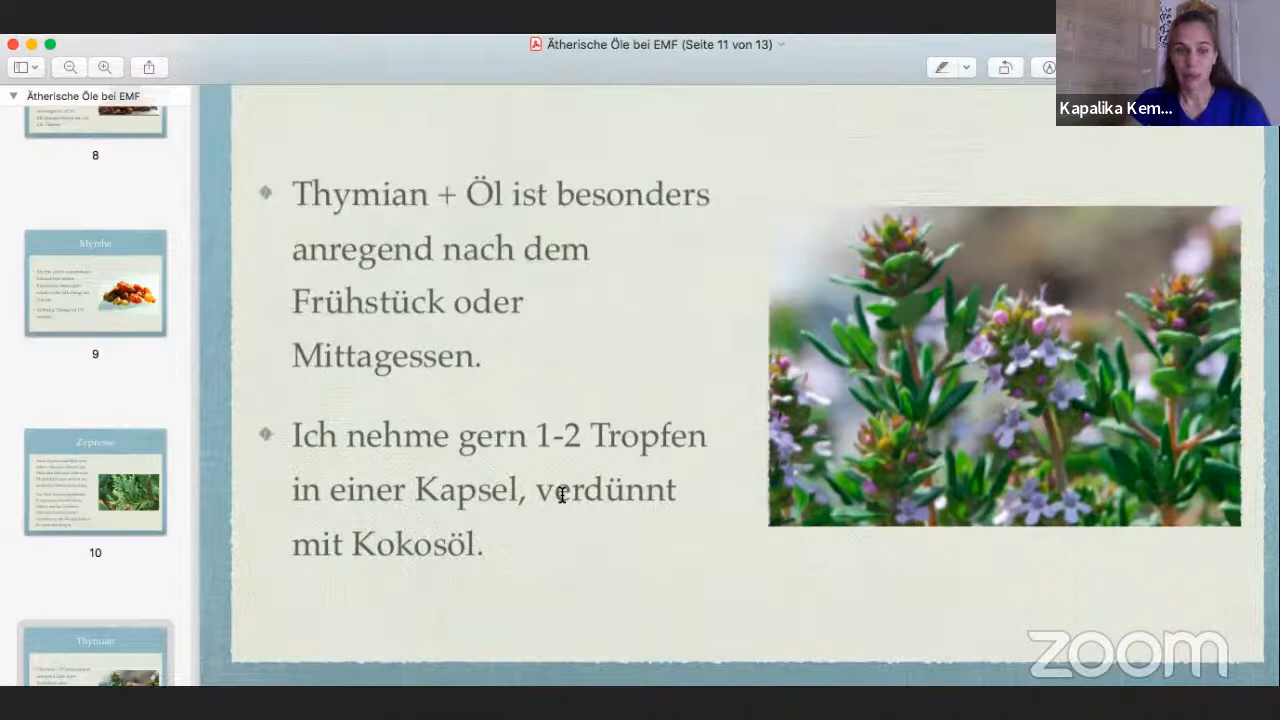 Ätherische Öle bei EMF (Seite 11 von 13)
Ätherische Öle bei EMF
Kapalika Kem...
8
Myrrhe
9
Zypresse
10
Thymian
Thymian + Öl ist besonders
anregend nach dem
Frühstück oder
Mittagessen.
Ich nehme gern 1-2 Tropfen
in einer Kapsel, verdünnt
mit Kokosöl.
zoom